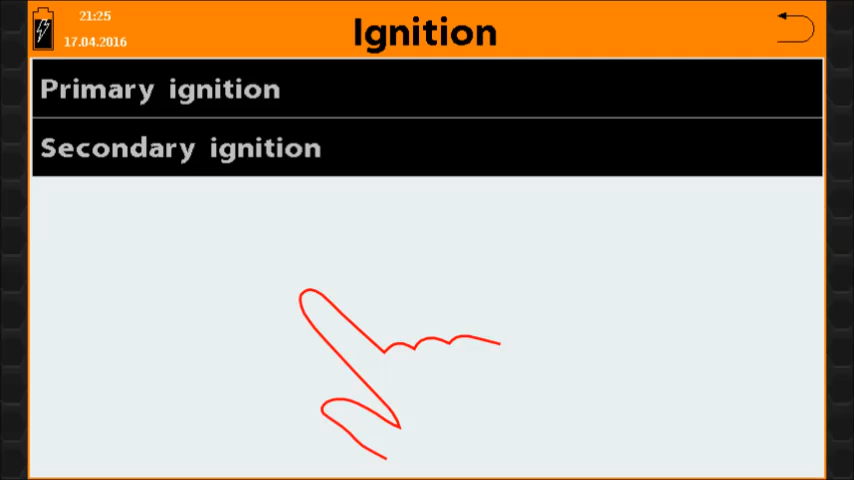 21:25
17.04.2016
Ignition
Primary ignition
Secondary ignition